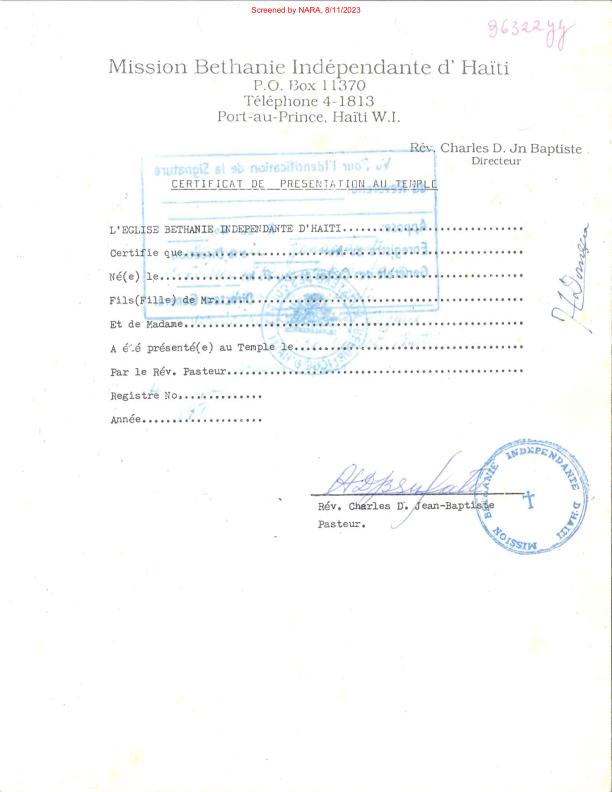 Screened by NARA, 8/11/2023
96322yy
Mission Bethanie Indépendante d' Haïti
P.O. Box 11370
Téléphone 4-1813
Port-au-Prince, Haïti W.I.
Rév. Charles D. Jn Baptiste
Directeur
Vu Pour l'Identification de la Signature
CERTIFICAT DE PRESENTATION AU TEMPLE
L'EGLISE BETHANIE INDEPENDANTE D'HAITI..............................
Certifie que........................................................
Né(e) le............................................................
Fils(Fille) de Mr...................................................
Et de Madame........................................................
A été présenté(e) au Temple le......................................
Par le Rév. Pasteur.................................................
Registre No..............
Année....................
Rév. Charles D. Jean-Baptiste
Pasteur.
MISSION BETHANIE INDEPENDANTE D'HAITI